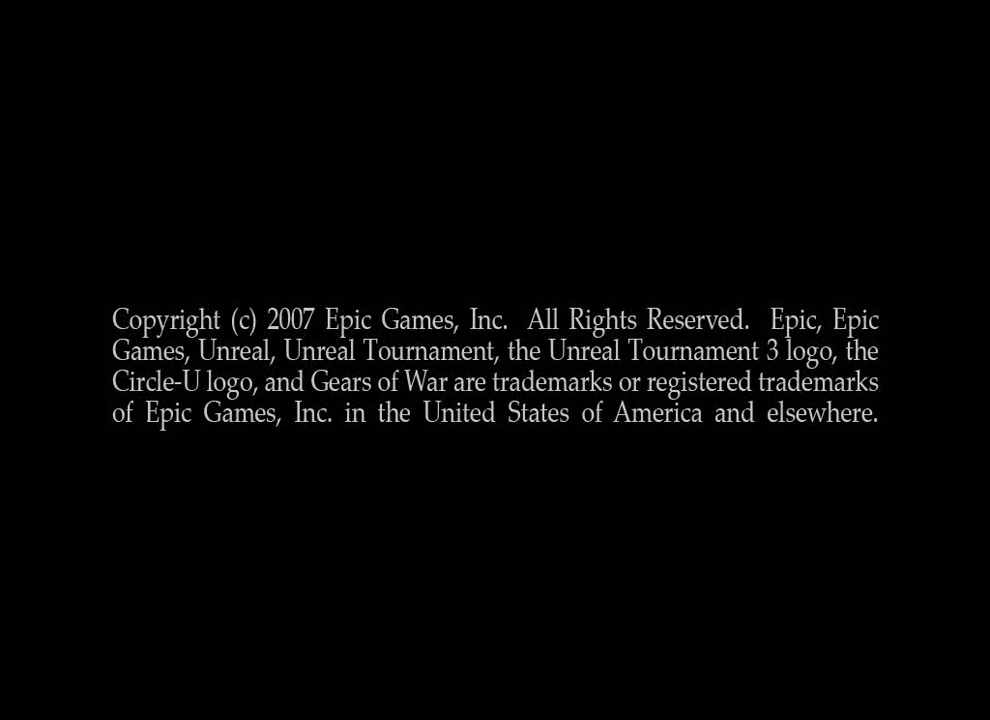 Copyright (c) 2007 Epic Games, Inc.  All Rights Reserved.  Epic, Epic
Games, Unreal, Unreal Tournament, the Unreal Tournament 3 logo, the
Circle-U logo, and Gears of War are trademarks or registered trademarks
of Epic Games, Inc. in the United States of America and elsewhere.